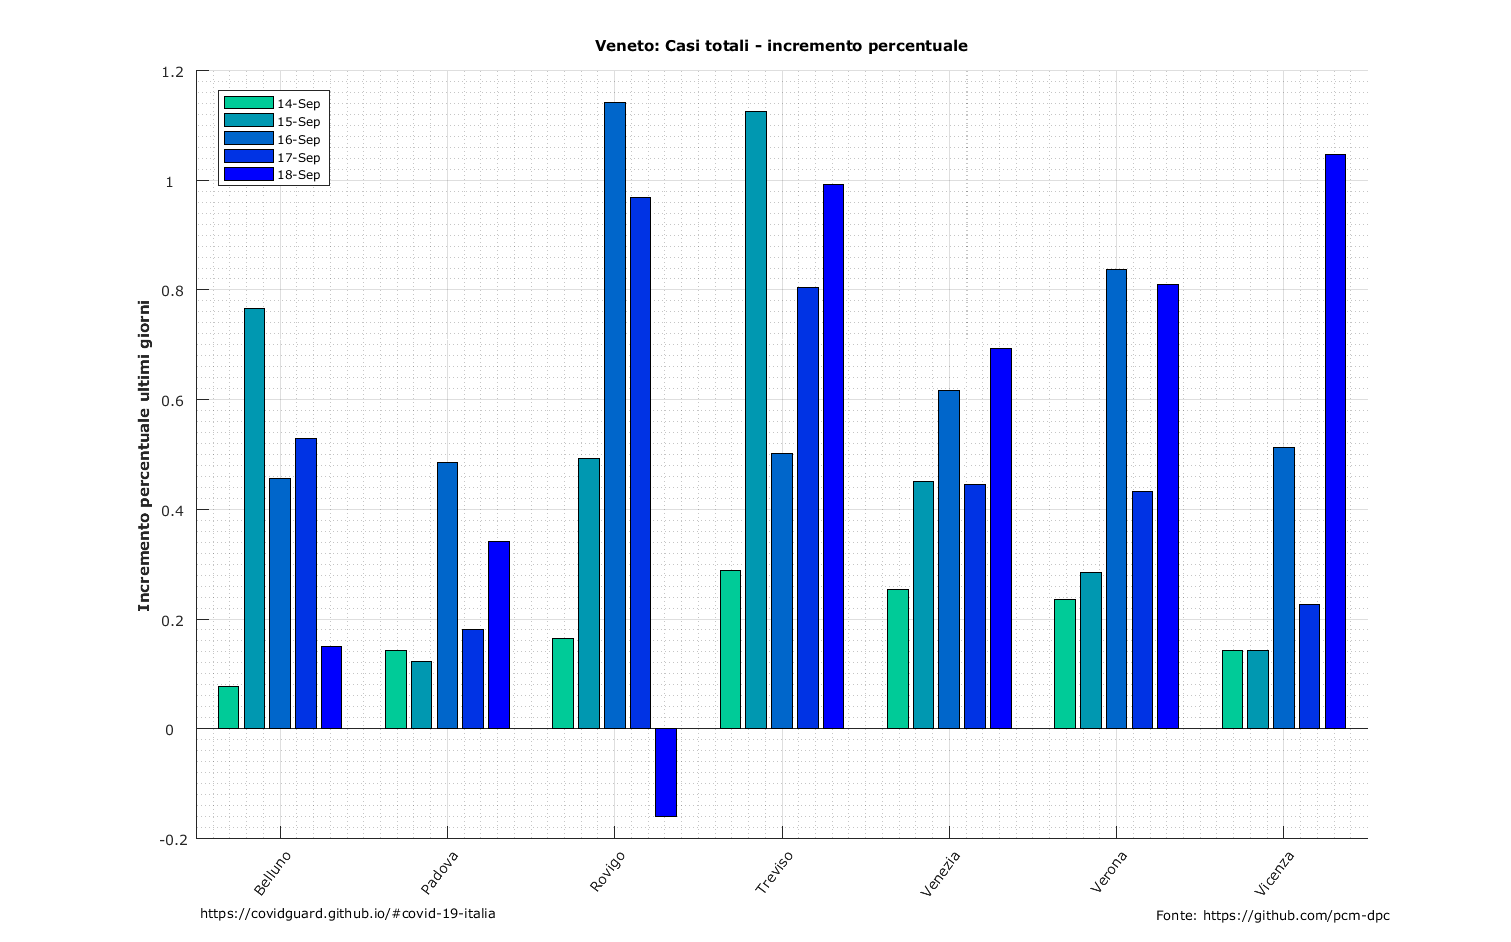 Veneto: Casi totali - incremento percentuale
14-Sep
15-Sep
16-Sep
17-Sep
18-Sep
Incremento percentuale ultimi giorni
1.2
1
0.8
0.6
0.4
0.2
0
-0.2
Belluno
Padova
Rovigo
Treviso
Venezia
Verona
Vicenza
https://covidguard.github.io/#covid-19-italia
Fonte: https://github.com/pcm-dpc